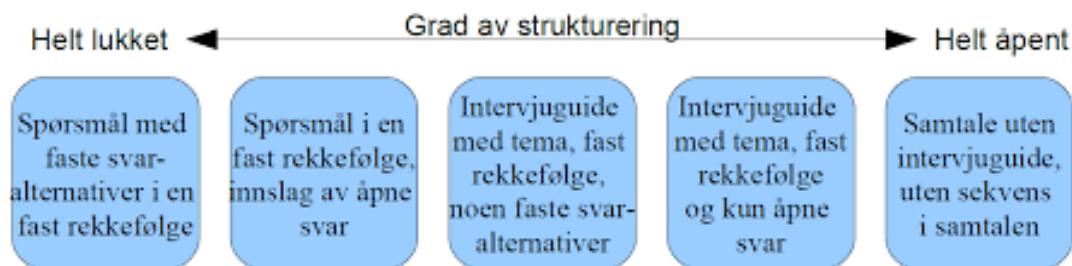 Helt lukket
Grad av strukturering
Helt åpent
Spørsmål med
faste svar-
alternativer i en
fast rekkefølge
Spørsmål i en
fast rekkefølge,
innslag av åpne
svar
Intervjuguide
med tema, fast
rekkefølge,
noen faste svar-
alternativer
Intervjuguide
med tema, fast
rekkefølge
og kun åpne
svar
Samtale uten
intervjuguide,
uten sekvens
i samtalen